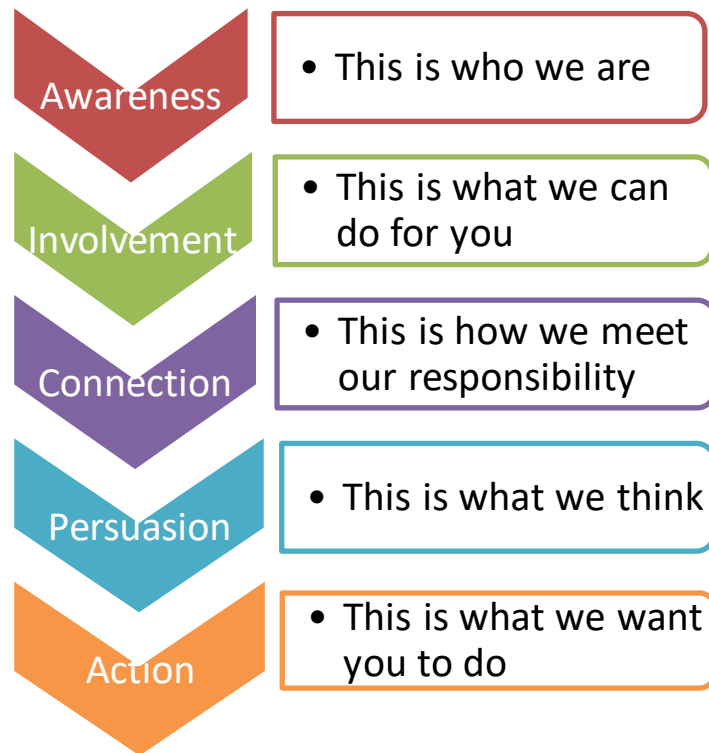 Awareness
• This is who we are
Involvement
• This is what we can
do for you
Connection
• This is how we meet
our responsibility
Persuasion
• This is what we think
Action
• This is what we want
you to do